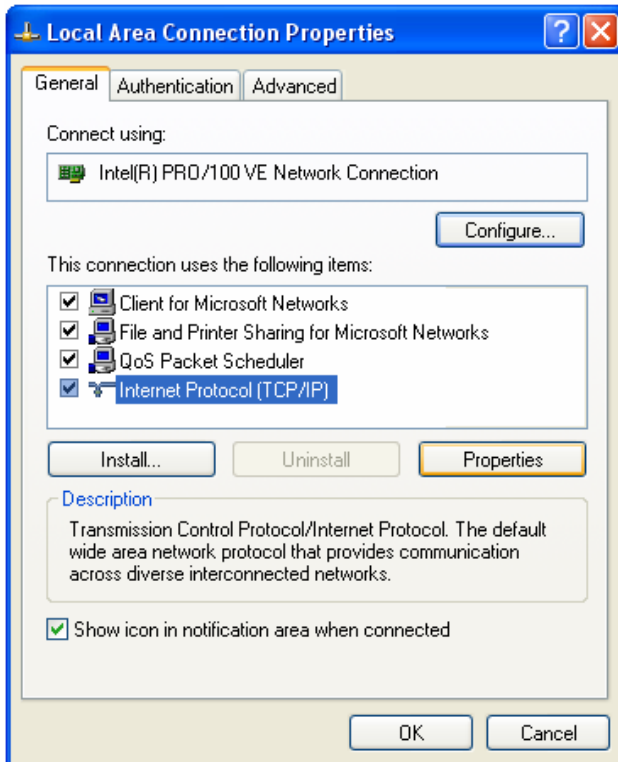 Local Area Connection Properties
General Authentication Advanced
Connect using:
Intel(R) PRO/100 VE Network Connection
Configure...
This connection uses the following items:
Client for Microsoft Networks
File and Printer Sharing for Microsoft Networks
QoS Packet Scheduler
Internet Protocol (TCP/IP)
Install... Uninstall Properties
Description
Transmission Control Protocol/Internet Protocol. The default
wide area network protocol that provides communication
across diverse interconnected networks.
Show icon in notification area when connected
OK Cancel